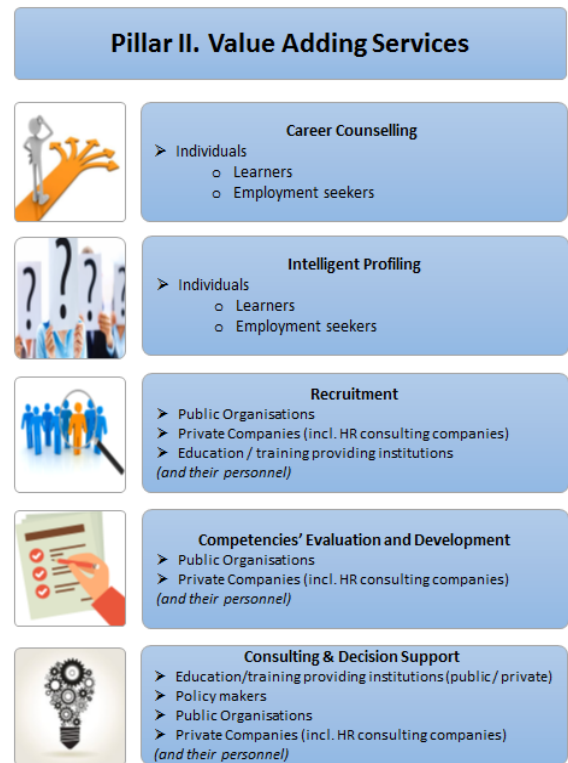 Pillar II. Value Adding Services
Career Counselling
➢ Individuals
o Learners
o Employment seekers
? ? ? ?
Intelligent Profiling
➢ Individuals
o Learners
o Employment seekers
Recruitment
➢ Public Organisations
➢ Private Companies (incl. HR consulting companies)
➢ Education / training providing institutions
(and their personnel)
Competencies' Evaluation and Development
➢ Public Organisations
➢ Private Companies (incl. HR consulting companies)
(and their personnel)
Consulting & Decision Support
➢ Education/training providing institutions (public / private)
➢ Policy makers
➢ Public Organisations
➢ Private Companies (incl. HR consulting companies)
(and their personnel)